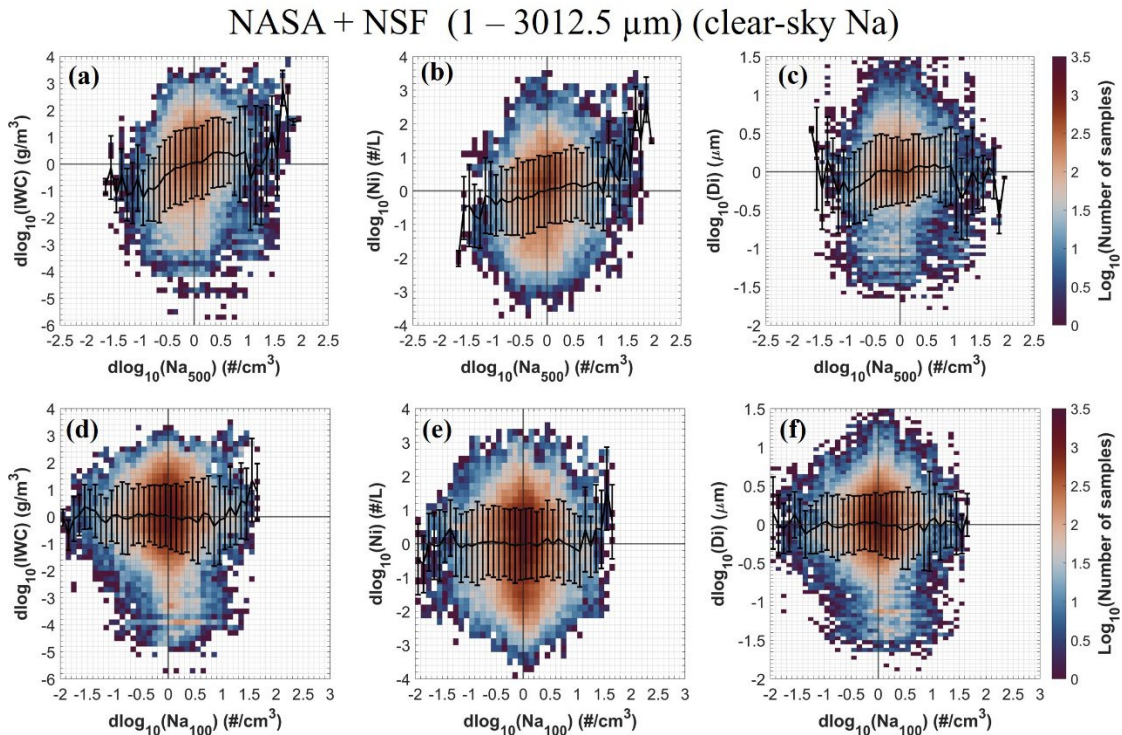 NASA + NSF (1 – 3012.5 µm) (clear-sky Na)
(a)
dlog10(IWC) (g/m³)
4
3
2
1
0
-1
-2
-3
-4
-5
-6
-2.5 -2 -1.5 -1 -0.5 0 0.5 1 1.5 2 2.5
dlog10(Na500) (#/cm³)
(b)
dlog10(Ni) (#/L)
4
3
2
1
0
-1
-2
-3
-4
-2.5 -2 -1.5 -1 -0.5 0 0.5 1 1.5 2 2.5
dlog10(Na500) (#/cm³)
(c)
dlog10(Di) (µm)
1.5
1
0.5
0
-0.5
-1
-1.5
-2
-2.5 -2 -1.5 -1 -0.5 0 0.5 1 1.5 2 2.5
dlog10(Na500) (#/cm³)
3.5
3
2.5
2
1.5
1
0.5
0
Log10(Number of samples)
(d)
dlog10(IWC) (g/m³)
4
3
2
1
0
-1
-2
-3
-4
-5
-6
-2 -1.5 -1 -0.5 0 0.5 1 1.5 2 2.5 3
dlog10(Na100) (#/cm³)
(e)
dlog10(Ni) (#/L)
4
3
2
1
0
-1
-2
-3
-4
-2 -1.5 -1 -0.5 0 0.5 1 1.5 2 2.5 3
dlog10(Na100) (#/cm³)
(f)
dlog10(Di) (µm)
1.5
1
0.5
0
-0.5
-1
-1.5
-2
-2 -1.5 -1 -0.5 0 0.5 1 1.5 2 2.5 3
dlog10(Na100) (#/cm³)
3.5
3
2.5
2
1.5
1
0.5
0
Log10(Number of samples)